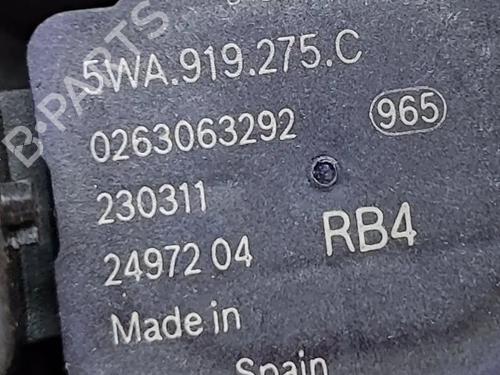 5WA.919.275.C
0263063292 965
230311
24972 04 RB4
Made in
Spain
B-PARTS